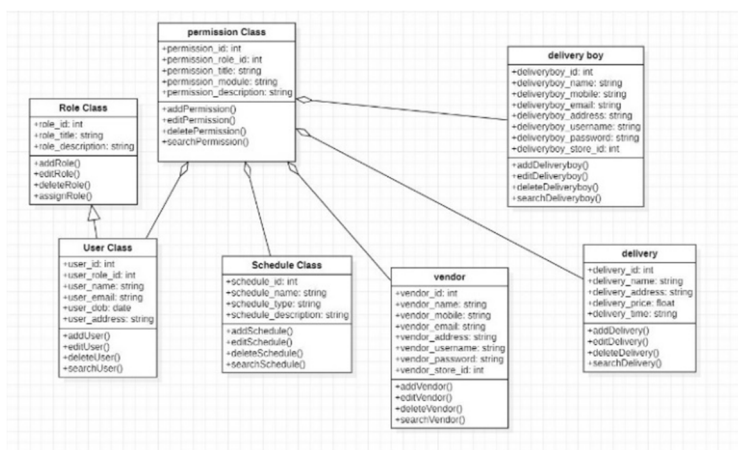 permission Class
+permission_id: int
+permission_role_id: int
+permission_title: string
+permission_module: string
+permission_description: string
+addPermission()
+editPermission()
+deletePermission()
+searchPermission()
delivery boy
+deliveryboy_id: int
+deliveryboy_name: string
+deliveryboy_mobile: string
+deliveryboy_email: string
+deliveryboy_address: string
+deliveryboy_username: string
+deliveryboy_password: string
+deliveryboy_store_id: int
+addDeliveryboy()
+editDeliveryboy()
+deleteDeliveryboy()
+searchDeliveryboy()
Role Class
+role_id: int
+role_title: string
+role_description: string
+addRole()
+editRole()
+deleteRole()
+assignRole()
User Class
+user_id: int
+user_role_id: int
+user_name: string
+user_email: string
+user_dob: date
+user_address: string
+addUser()
+editUser()
+deleteUser()
+searchUser()
Schedule Class
+schedule_id: int
+schedule_name: string
+schedule_type: string
+schedule_description: string
+addSchedule()
+editSchedule()
+deleteSchedule()
+searchSchedule()
vendor
+vendor_id: int
+vendor_name: string
+vendor_mobile: string
+vendor_email: string
+vendor_address: string
+vendor_username: string
+vendor_password: string
+vendor_store_id: int
+addVendor()
+editVendor()
+deleteVendor()
+searchVendor()
delivery
+delivery_id: int
+delivery_name: string
+delivery_address: string
+delivery_price: float
+delivery_time: string
+addDelivery()
+editDelivery()
+deleteDelivery()
+searchDelivery()